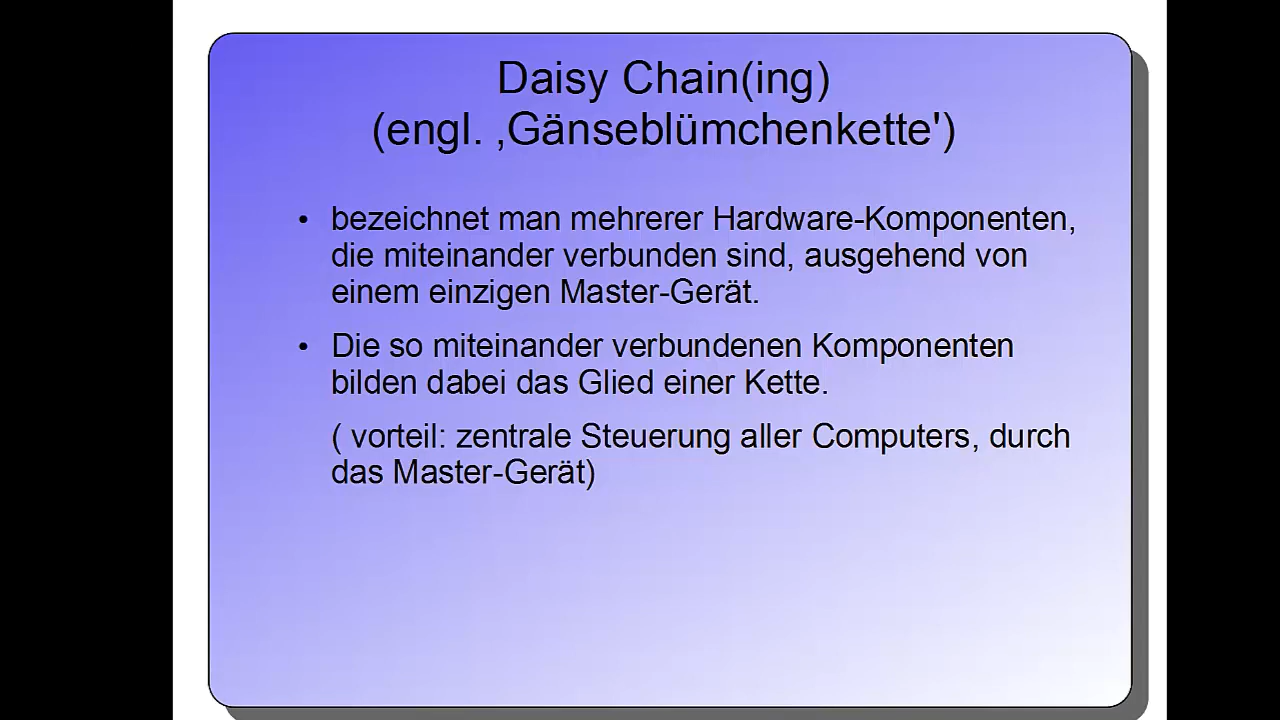 Daisy Chain(ing)
(engl. ‚Gänseblümchenkette')
• bezeichnet man mehrerer Hardware-Komponenten,
die miteinander verbunden sind, ausgehend von
einem einzigen Master-Gerät.
• Die so miteinander verbundenen Komponenten
bilden dabei das Glied einer Kette.
( vorteil: zentrale Steuerung aller Computers, durch
das Master-Gerät)